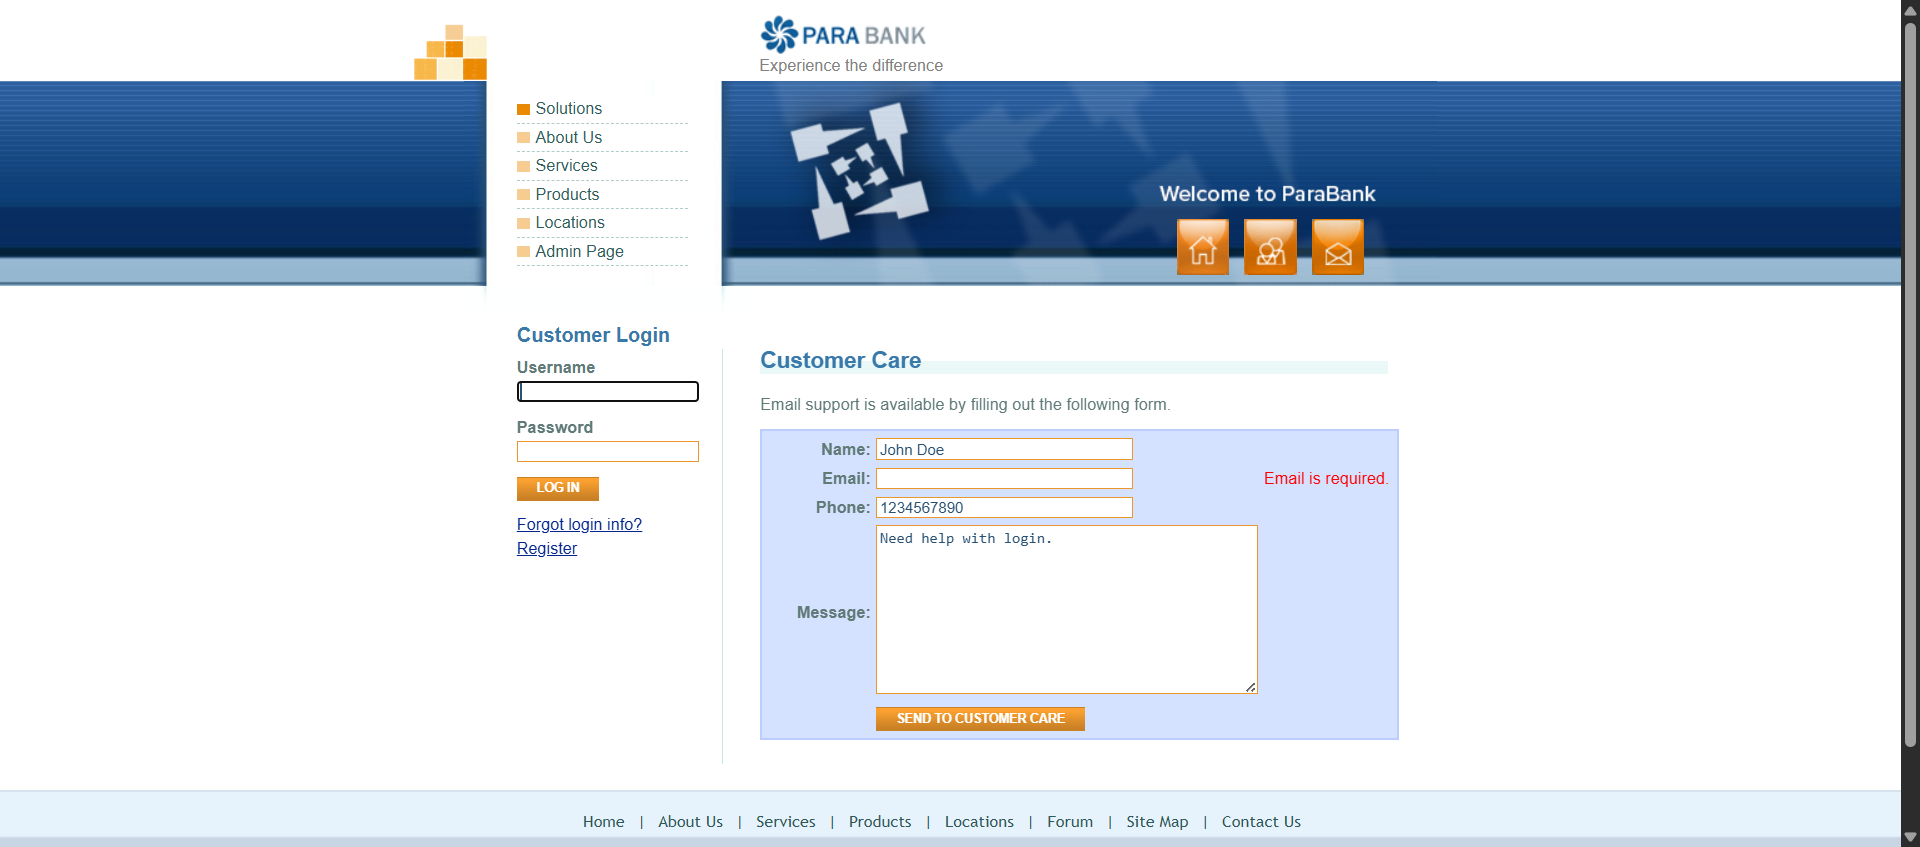 PARA BANK
Experience the difference
Solutions
About Us
Services
Products
Locations
Admin Page
Welcome to ParaBank
Customer Login
Username
Password
LOG IN
Forgot login info?
Register
Customer Care
Email support is available by filling out the following form.
Name: John Doe
Email: Email is required.
Phone: 1234567890
Message: Need help with login.
SEND TO CUSTOMER CARE
Home | About Us | Services | Products | Locations | Forum | Site Map | Contact Us